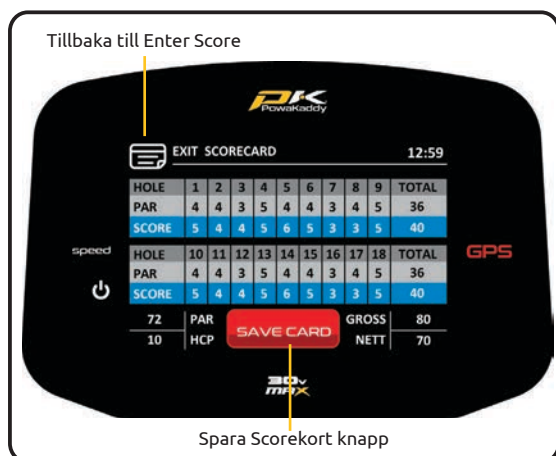 Tillbaka till Enter Score
PK
PowaKaddy
EXIT SCORECARD 12:59
HOLE 1 2 3 4 5 6 7 8 9 TOTAL
PAR 4 4 3 5 4 4 3 4 5 36
SCORE 5 4 4 5 6 5 3 3 5 40
speed GPS
HOLE 10 11 12 13 14 15 16 17 18 TOTAL
PAR 4 4 3 5 4 4 3 4 5 36
SCORE 5 4 4 5 6 5 3 3 5 40
72 PAR SAVE CARD GROSS 80
10 HCP NETT 70
30v
MAX
Spara Scorekort knapp